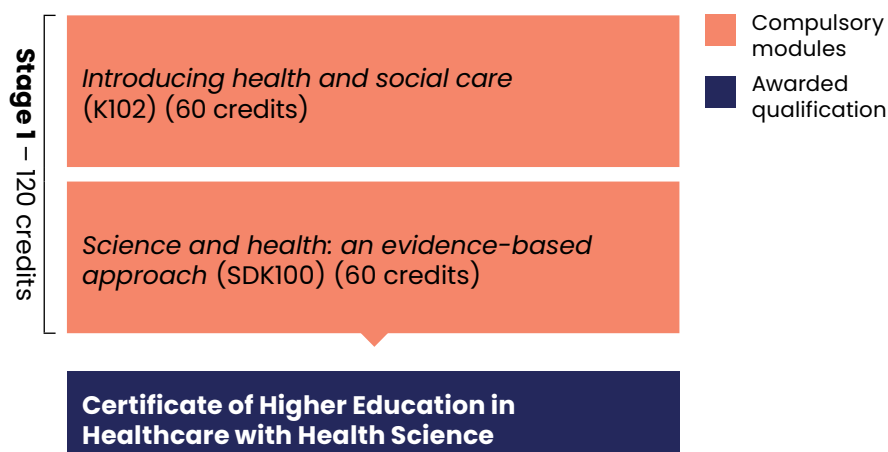 Stage 1 – 120 credits
Introducing health and social care
(K102) (60 credits)
Science and health: an evidence-based
approach (SDK100) (60 credits)
Certificate of Higher Education in
Healthcare with Health Science
Compulsory
modules
Awarded
qualification